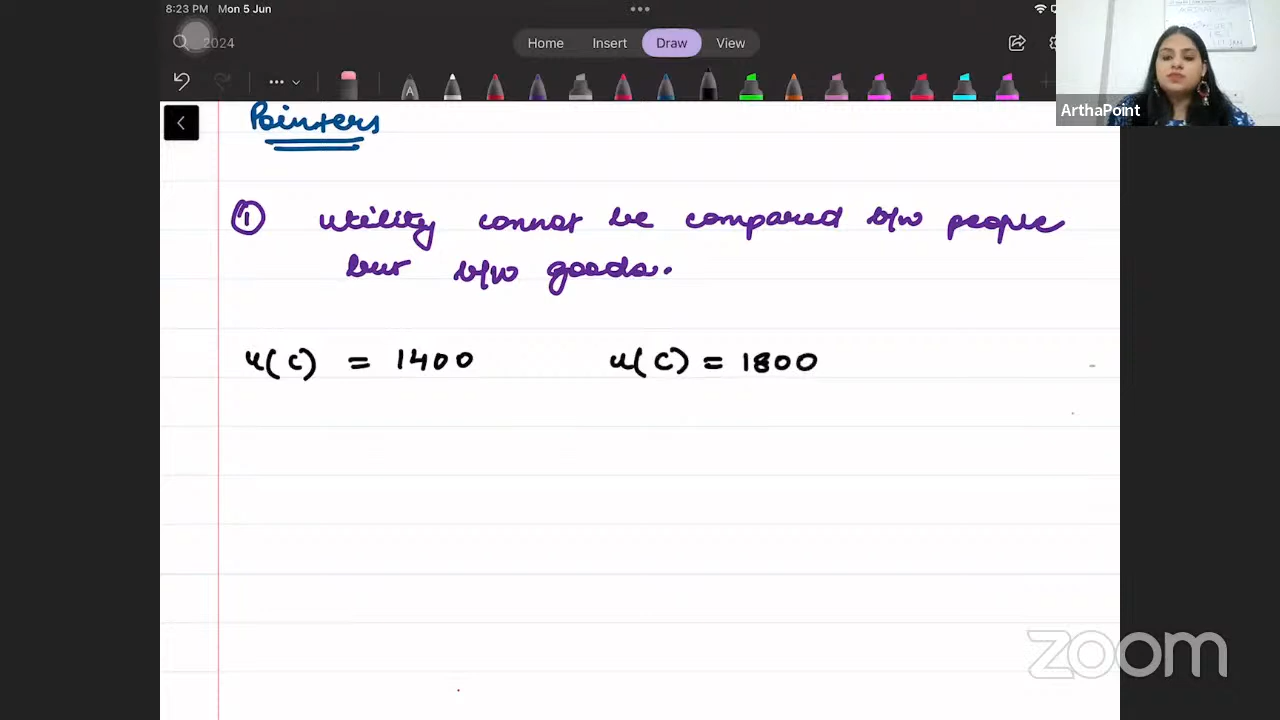 8:23 PM Mon 5 Jun
2024
Home Insert Draw View
A
ArthaPoint
Pointers
① utility cannot be compared b/w people
but b/w goods.
u(c) = 1400 u(c) = 1800
zoom